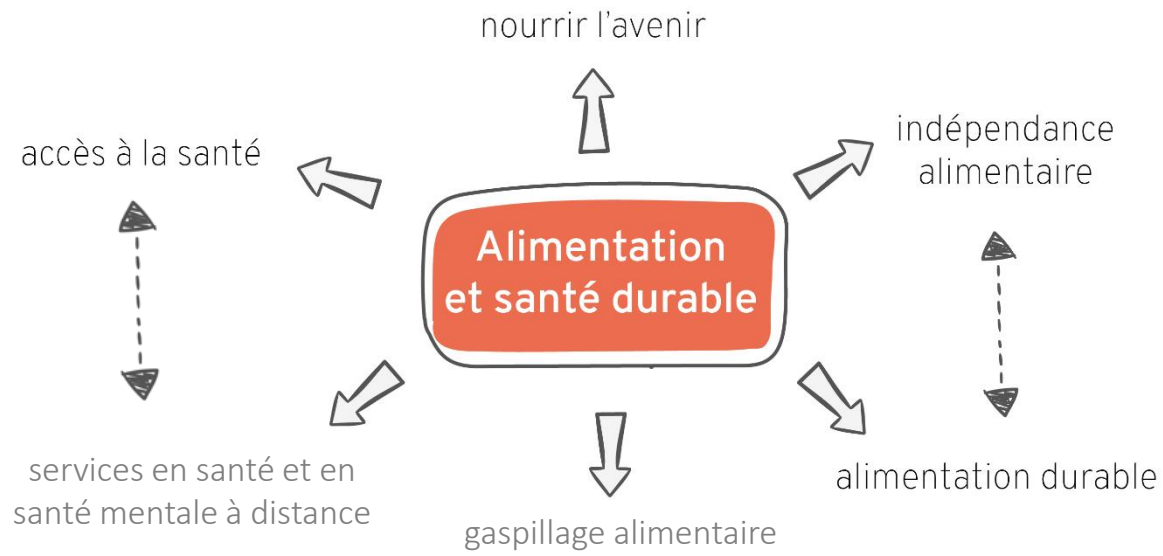 nourrir l'avenir
accès à la santé
indépendance
alimentaire
Alimentation
et santé durable
services en santé et en
santé mentale à distance
alimentation durable
gaspillage alimentaire